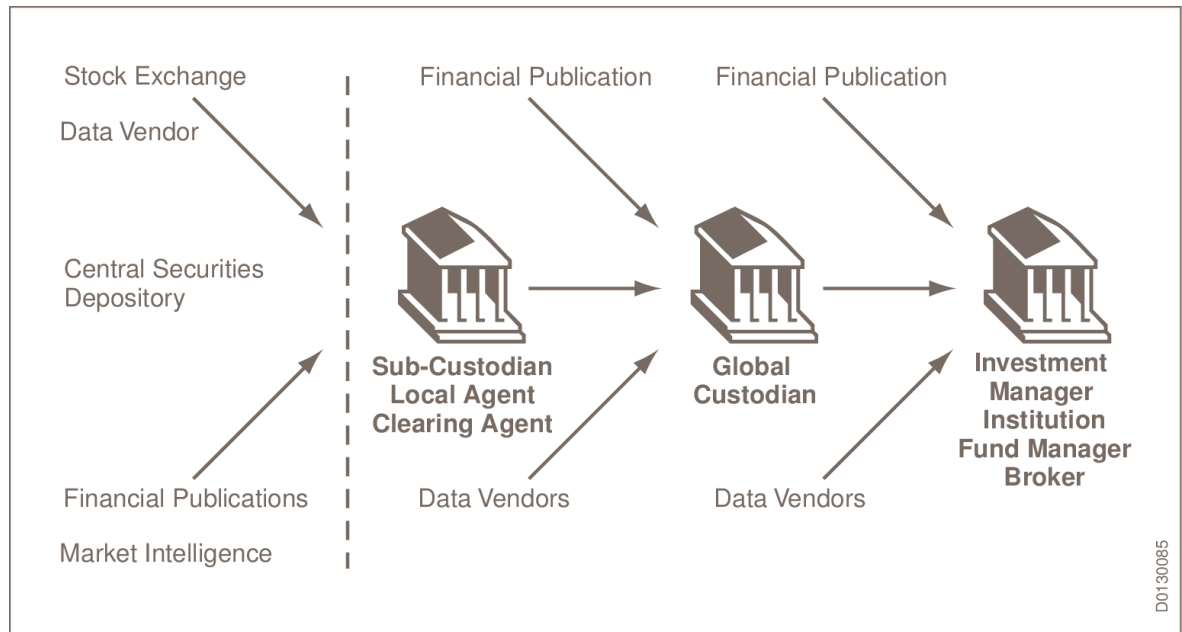 Stock Exchange
Data Vendor
Central Securities
Depository
Financial Publications
Market Intelligence
Financial Publication
Sub-Custodian
Local Agent
Clearing Agent
Data Vendors
Financial Publication
Global
Custodian
Data Vendors
Investment
Manager
Institution
Fund Manager
Broker
D0130085